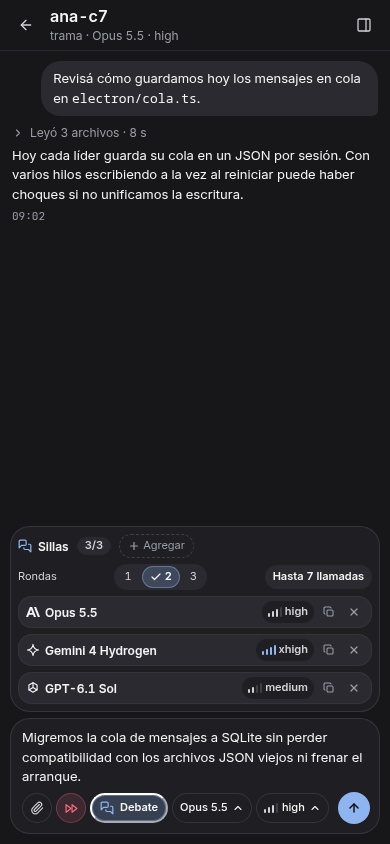 ana-c7
trama · Opus 5.5 · high
Revisá cómo guardamos hoy los mensajes en cola
en electron/cola.ts.
Leyó 3 archivos · 8 s
Hoy cada líder guarda su cola en un JSON por sesión. Con
varios hilos escribiendo a la vez al reiniciar puede haber
choques si no unificamos la escritura.
09:02
Sillas 3/3 + Agregar
Rondas 1 2 3 Hasta 7 llamadas
Opus 5.5 high
Gemini 4 Hydrogen xhigh
GPT-6.1 Sol medium
Migremos la cola de mensajes a SQLite sin perder
compatibilidad con los archivos JSON viejos ni frenar el
arranque.
Debate Opus 5.5 high